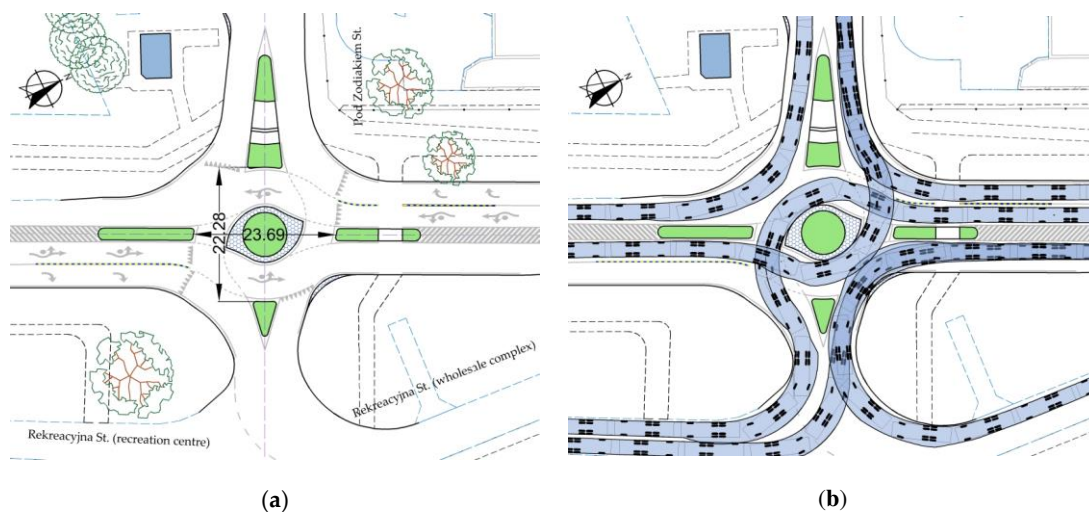 Pod Zodiakiem St.
N
22.28
23.69
Rekreacyjna St. (wholesale complex)
Rekreacyjna St. (recreation centre)
N
(a)
(b)